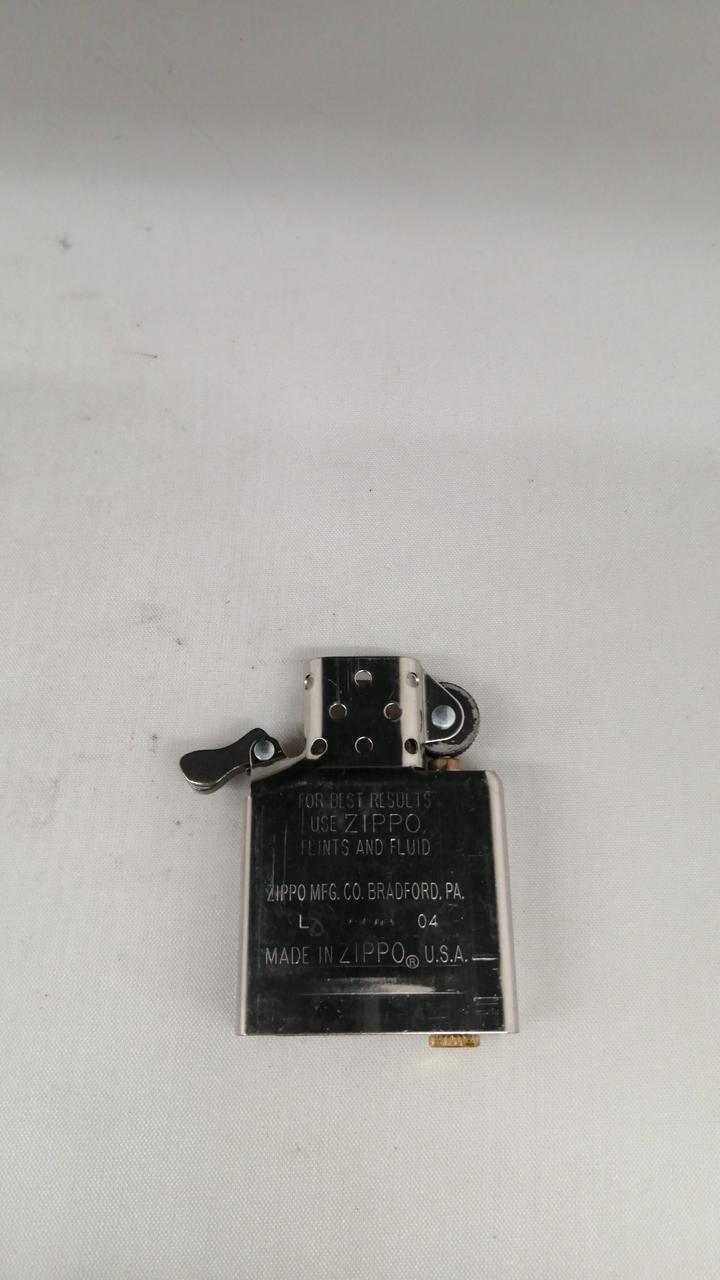 FOR BEST RESULTS
USE ZIPPO
FLINTS AND FLUID
ZIPPO MFG. CO. BRADFORD, PA.
L 04
MADE IN ZIPPO® U.S.A.